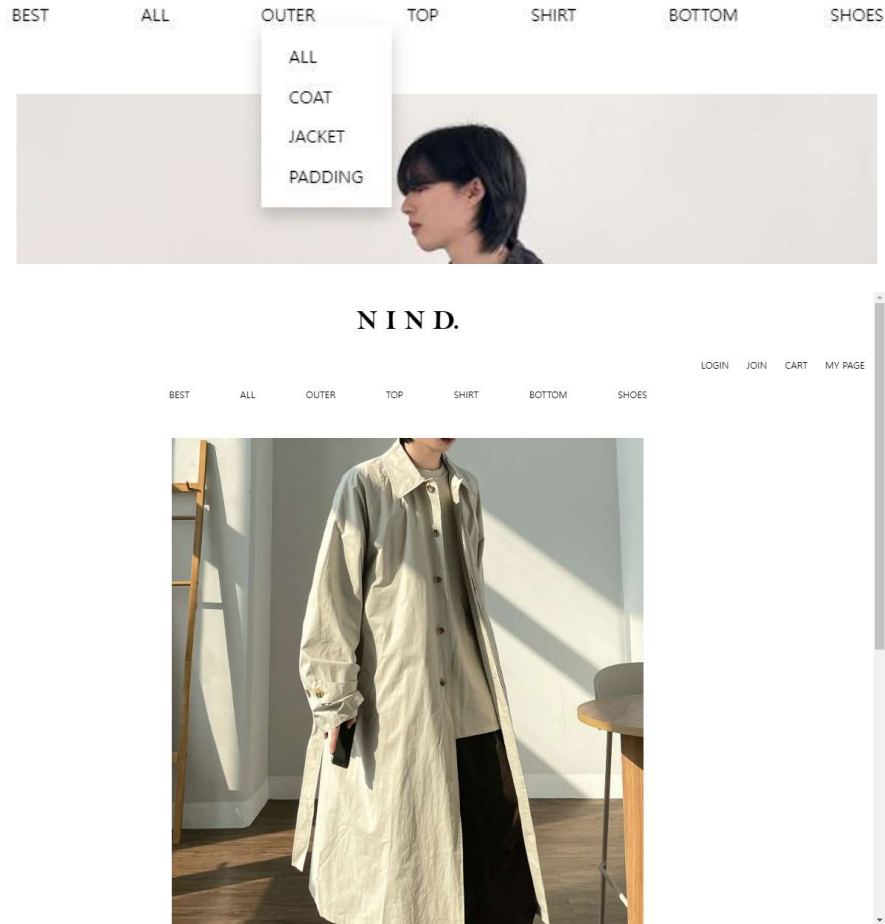 BEST ALL OUTER TOP SHIRT BOTTOM SHOES
ALL
COAT
JACKET
PADDING
N I N D.
LOGIN JOIN CART MY PAGE
BEST ALL OUTER TOP SHIRT BOTTOM SHOES